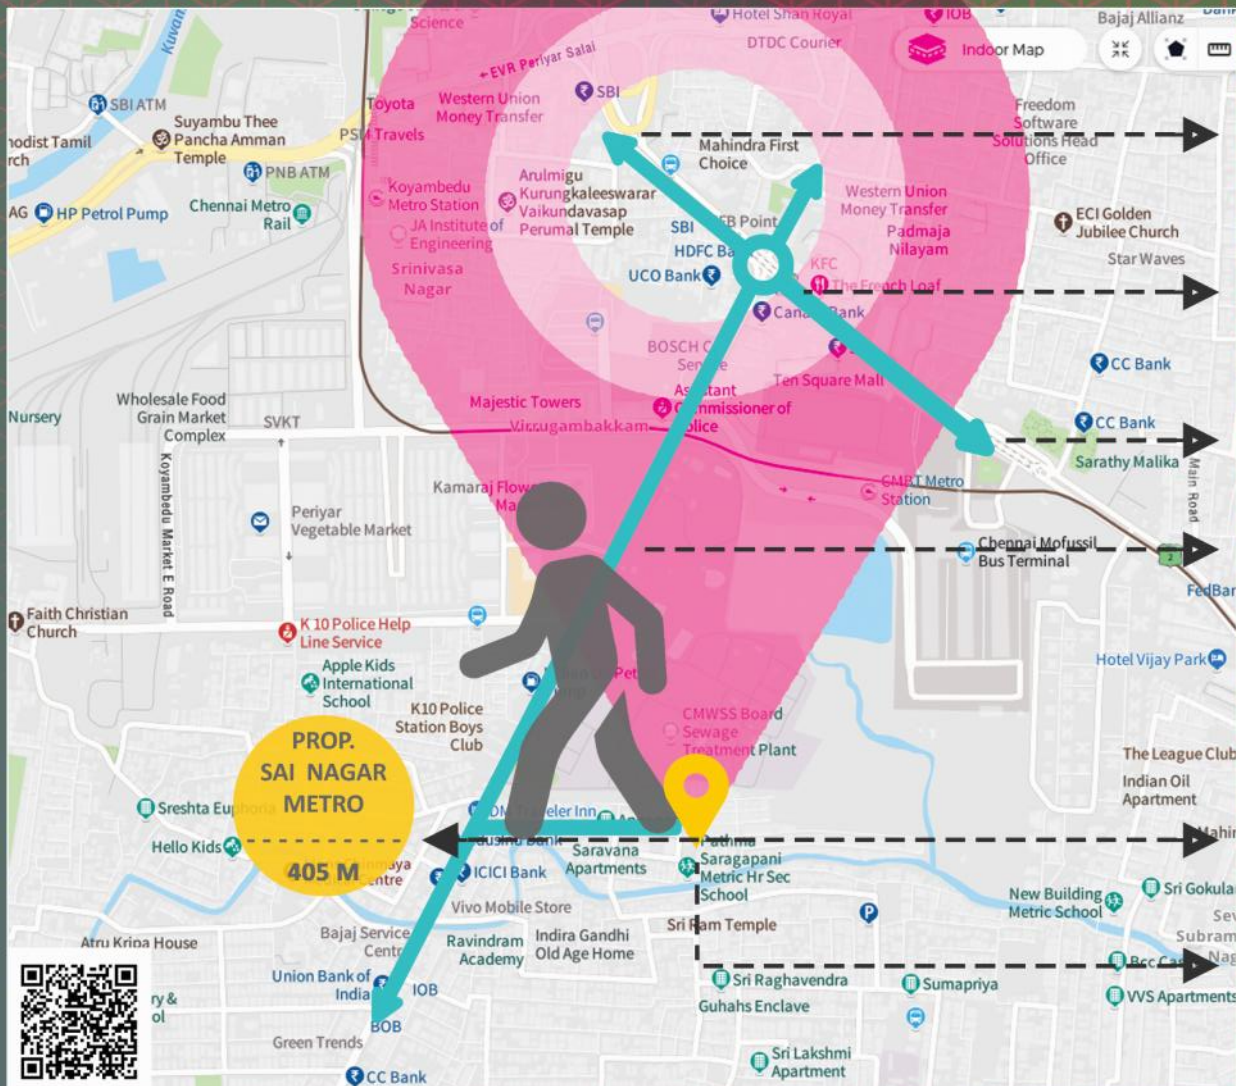 Science
Hotel Shan Royal
IOB
Bajaj Allianz
DTDC Courier
Indoor Map
EVR Periyar Salai
SBI
SBI ATM
Toyota
Western Union
Money Transfer
Freedom
Software
Solutions Head
Office
Suyambu Thee
Pancha Amman
Temple
PSM Travels
Mahindra First
Choice
PNB ATM
Arulmigu
Kurungkaleeswarar
Vaikundavasap
Perumal Temple
Koyambedu
Metro Station
Western Union
Money Transfer
Padmaja
Nilayam
AG
HP Petrol Pump
Chennai Metro
Rail
JA Institute of
Engineering
Srinivasa
Nagar
SBI
FB Point
HDFC Ba
UCO Bank
KFC
The French Loaf
ECI Golden
Jubilee Church
Star Waves
BOSCH C
Ten Square Mall
CC Bank
Nursery
Wholesale Food
Grain Market
Complex
SVKT
Majestic Towers
Assistant
Commissioner of
Police
Virrugambakkam
CC Bank
Sarathy Malika
Main Road
Kamaraj Flow
Ma
CMBT Metro
Station
Koyambedu Market E Road
Periyar
Vegetable Market
Chennai Mofussil
Bus Terminal
2
FedBan
Faith Christian
Church
K 10 Police Help
Line Service
Apple Kids
International
School
Hotel Vijay Park
K10 Police
Station Boys
Club
CMWSS Board
Sewage
Treatment Plant
PROP.
SAI NAGAR
METRO
405 M
The League Club
Indian Oil
Apartment
Hello Kids
Saravana
Apartments
Pathma
Saragapani
Metric Hr Sec
School
ICICI Bank
Vivo Mobile Store
New Building
Metric School
Sri Gokula
Atru Kripa House
Bajaj Service
Centr
Ravindram
Academy
Indira Gandhi
Old Age Home
Sri Ram Temple
P
Subram
Nag
Union Bank of
India
IOB
Sri Raghavendra
Guhahs Enclave
Sumapriya
VVS Apartments
BOB
Green Trends
Sri Lakshmi
Apartment
CC Bank